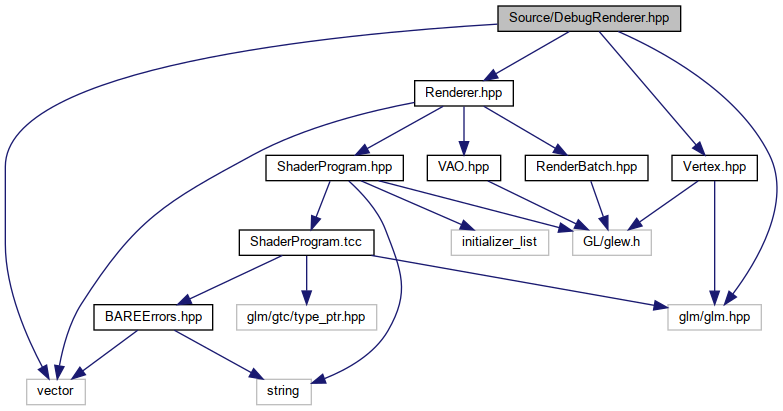 Source/DebugRenderer.hpp
Renderer.hpp
ShaderProgram.hpp
VAO.hpp
RenderBatch.hpp
Vertex.hpp
ShaderProgram.tcc
initializer_list
GL/glew.h
BAREErrors.hpp
glm/gtc/type_ptr.hpp
glm/glm.hpp
vector
string